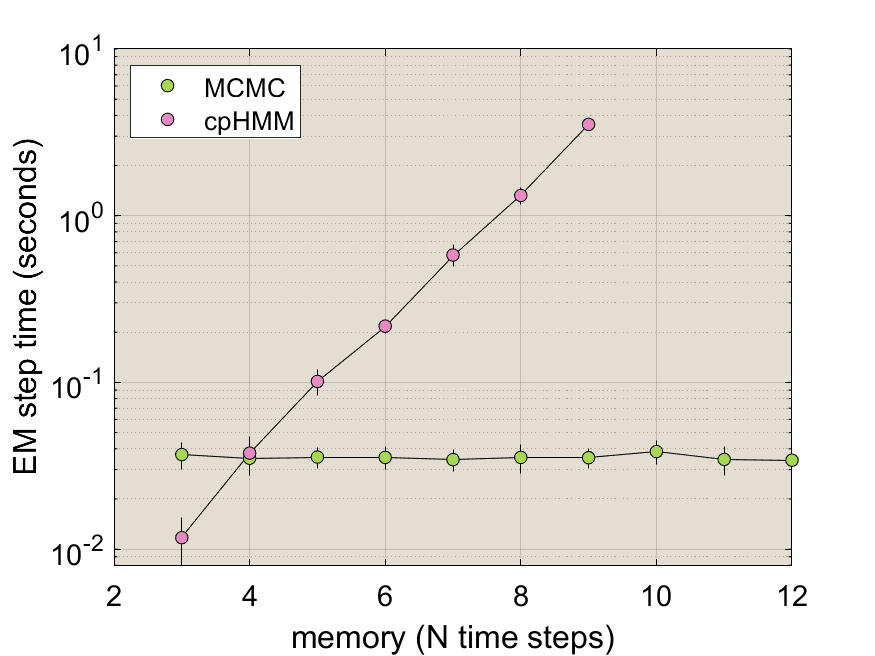 10^1
MCMC
cpHMM
10^0
10^-1
10^-2
EM step time (seconds)
2 4 6 8 10 12
memory (N time steps)